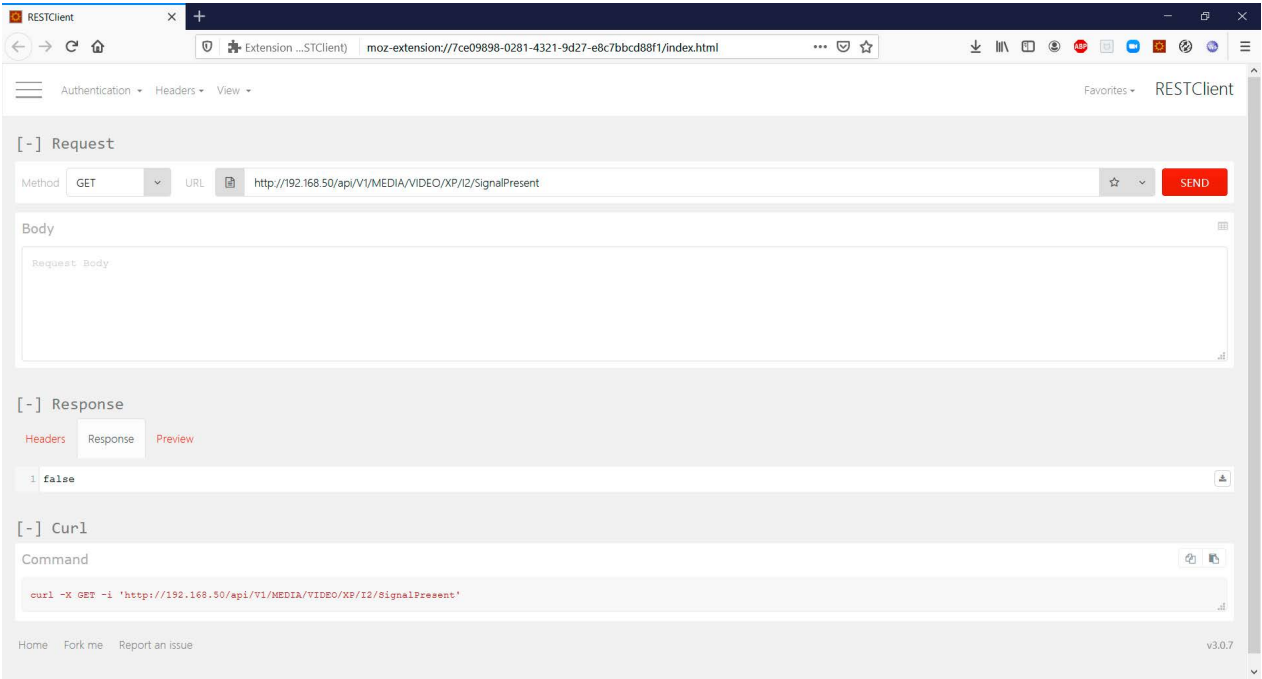 RESTClient
Extension ...STClient) moz-extension://7ce09898-0281-4321-9d27-e8c7bbcd88f1/index.html
ABP
Authentication Headers View Favorites RESTClient
[-] Request
Method GET URL http://192.168.50/api/V1/MEDIA/VIDEO/XP/I2/SignalPresent SEND
Body
Request Body
[-] Response
Headers Response Preview
1 false
[-] Curl
Command
curl -X GET -i 'http://192.168.50/api/V1/MEDIA/VIDEO/XP/I2/SignalPresent'
Home Fork me Report an issue v3.0.7